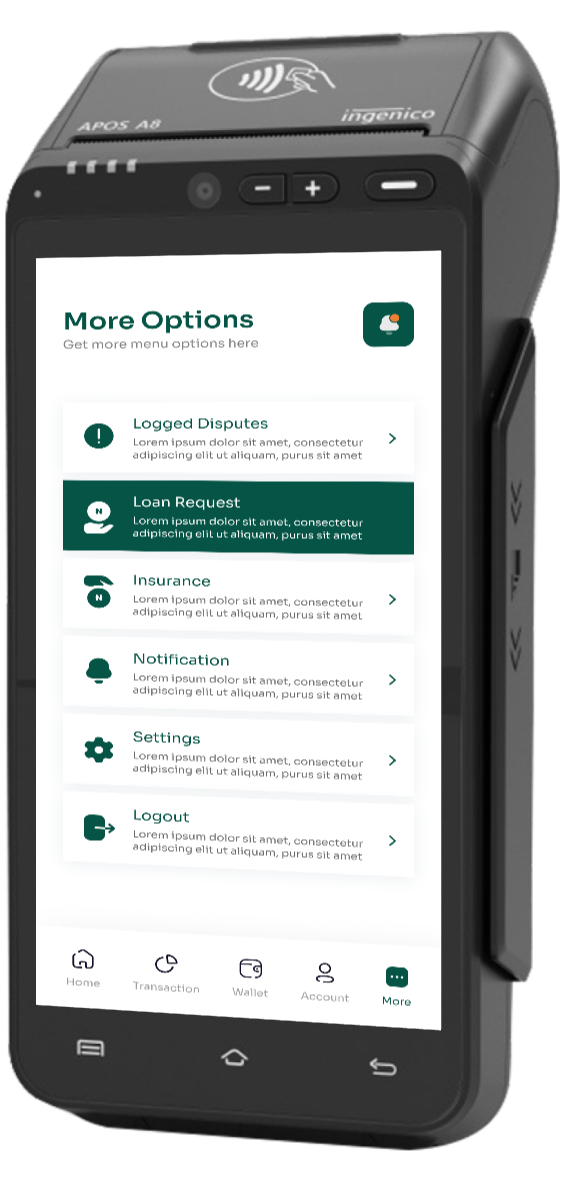 APOS A8
ingenico
More Options
Get more menu options here
Logged Disputes
Lorem ipsum dolor sit amet, consectetur
adipiscing elit ut aliquam, purus sit amet
Loan Request
Lorem ipsum dolor sit amet, consectetur
adipiscing elit ut aliquam, purus sit amet
N
Insurance
Lorem ipsum dolor sit amet, consectetur
adipiscing elit ut aliquam, purus sit amet
N
Notification
Lorem ipsum dolor sit amet, consectetur
adipiscing elit ut aliquam, purus sit amet
Settings
Lorem ipsum dolor sit amet, consectetur
adipiscing elit ut aliquam, purus sit amet
Logout
Lorem ipsum dolor sit amet, consectetur
adipiscing elit ut aliquam, purus sit amet
Home
Transaction
Wallet
Account
More